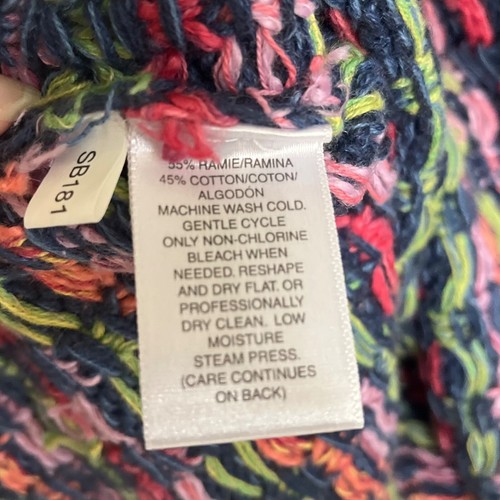 55% RAMIE/RAMINA
45% COTTON/COTON/
ALGODÓN
MACHINE WASH COLD.
GENTLE CYCLE
ONLY NON-CHLORINE
BLEACH WHEN
NEEDED. RESHAPE
AND DRY FLAT. OR
PROFESSIONALLY
DRY CLEAN. LOW
MOISTURE
STEAM PRESS.
(CARE CONTINUES
ON BACK)
SB181